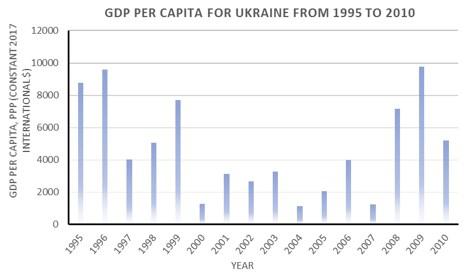 GDP PER CAPITA FOR UKRAINE FROM 1995 TO 2010
GDP PER CAPITA, PPP (CONSTANT 2017
INTERNATIONAL$)
12000
10000
8000
6000
4000
2000
0
1995 1996 1997 1998 1999 2000 2001 2002 2003 2004 2005 2006 2007 2008 2009 2010
YEAR